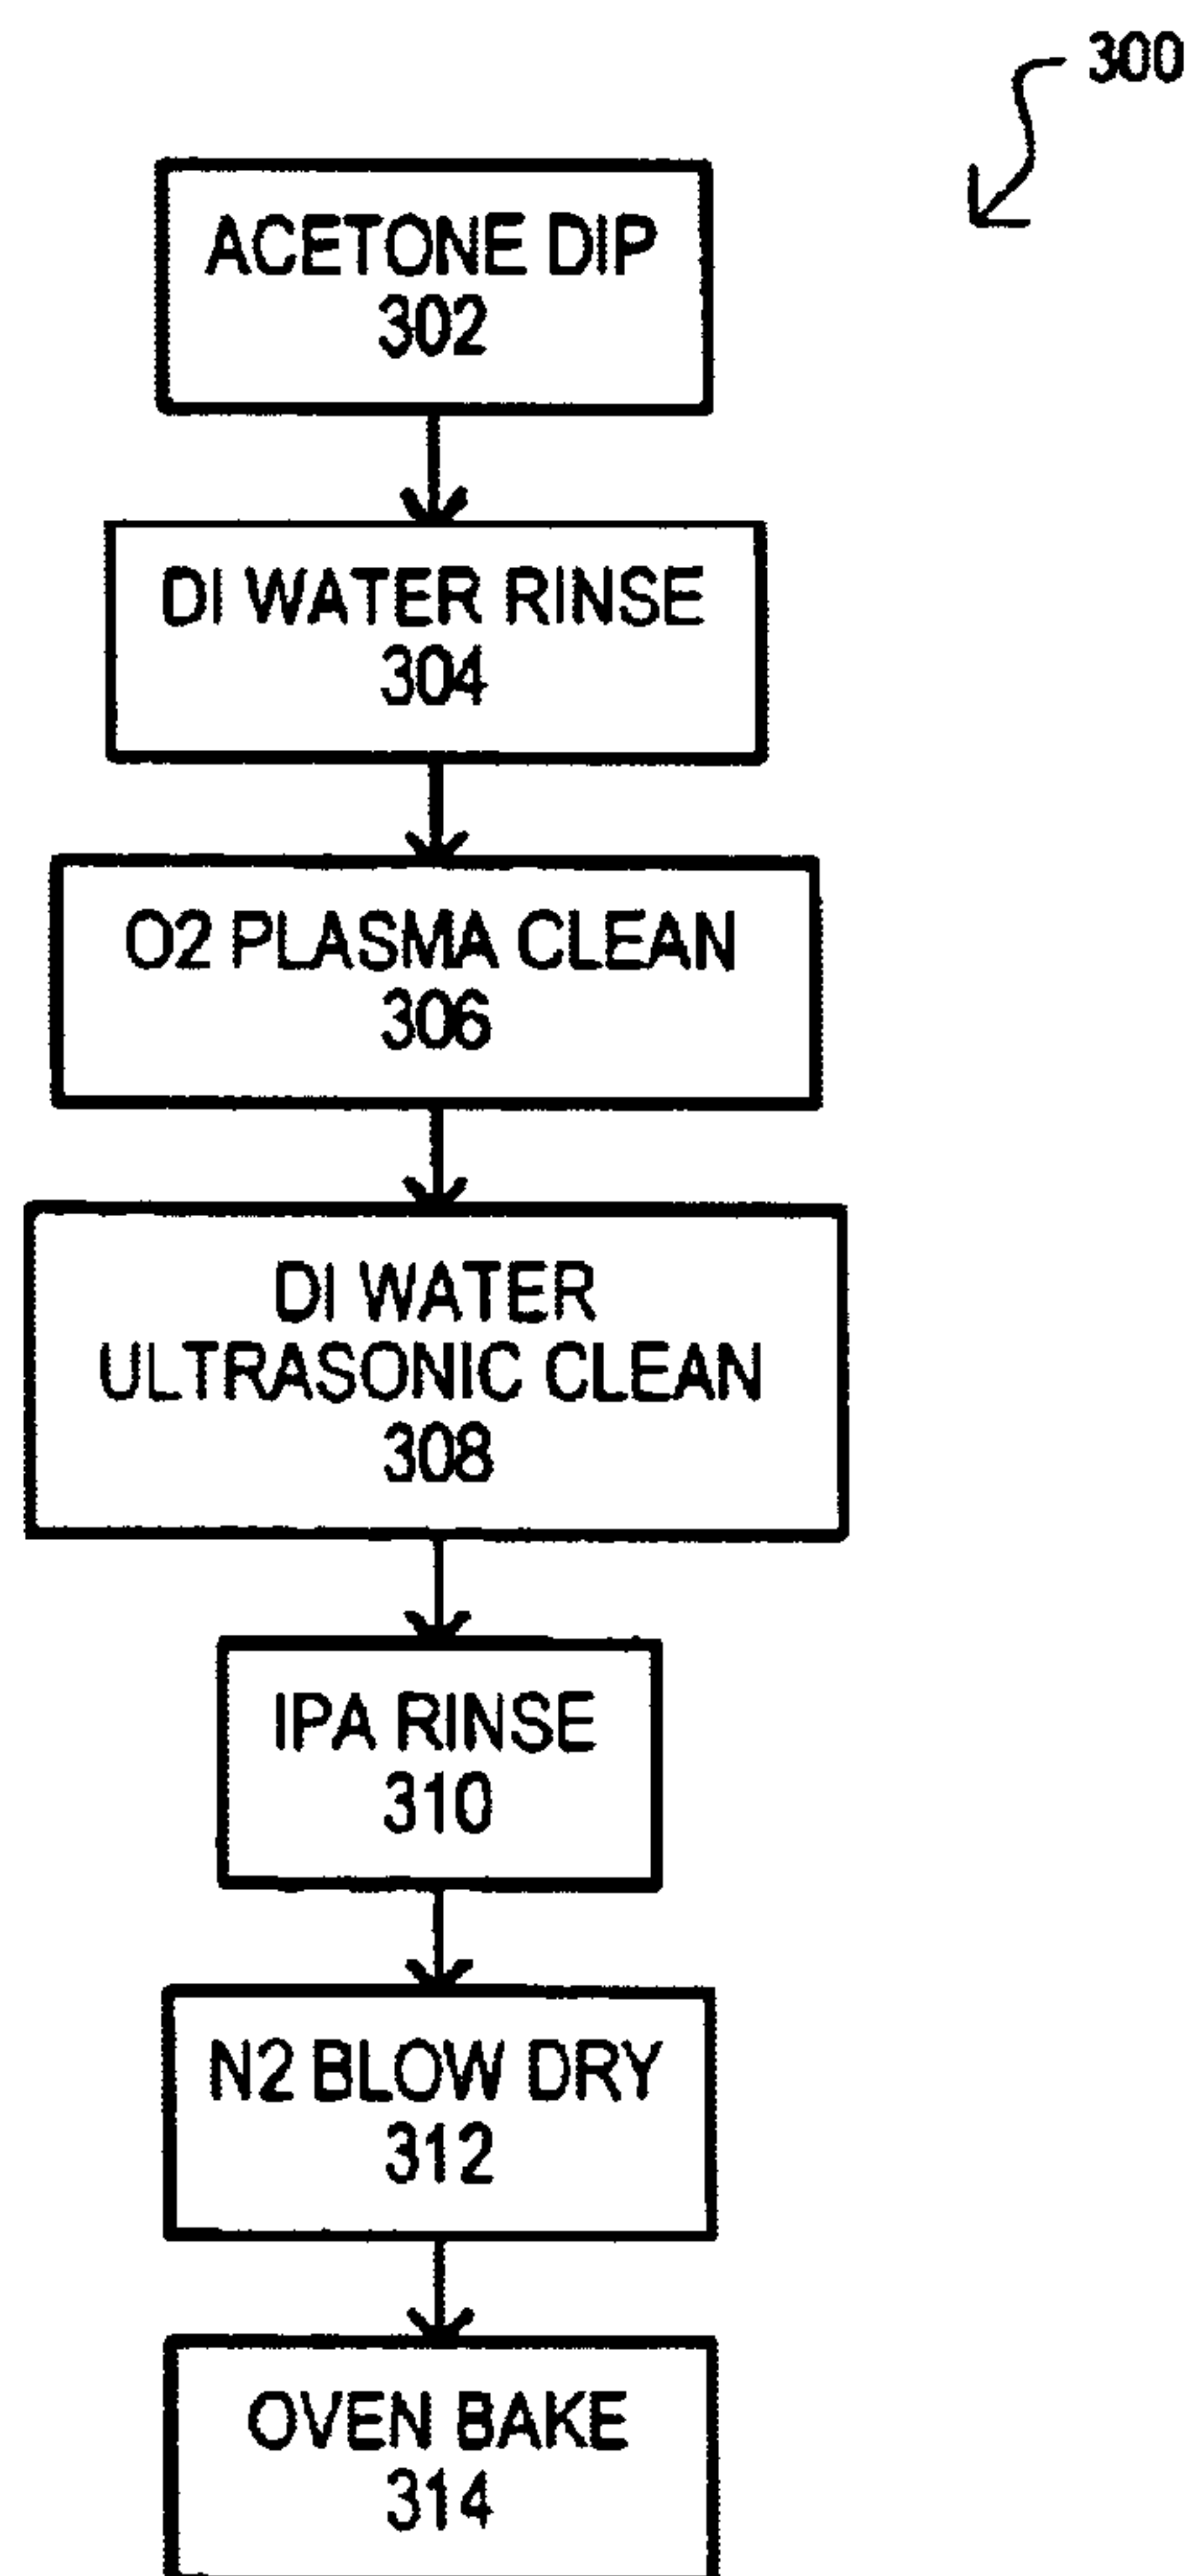 300
ACETONE DIP
302
DI WATER RINSE
304
O2 PLASMA CLEAN
306
DI WATER
ULTRASONIC CLEAN
308
IPA RINSE
310
N2 BLOW DRY
312
OVEN BAKE
314